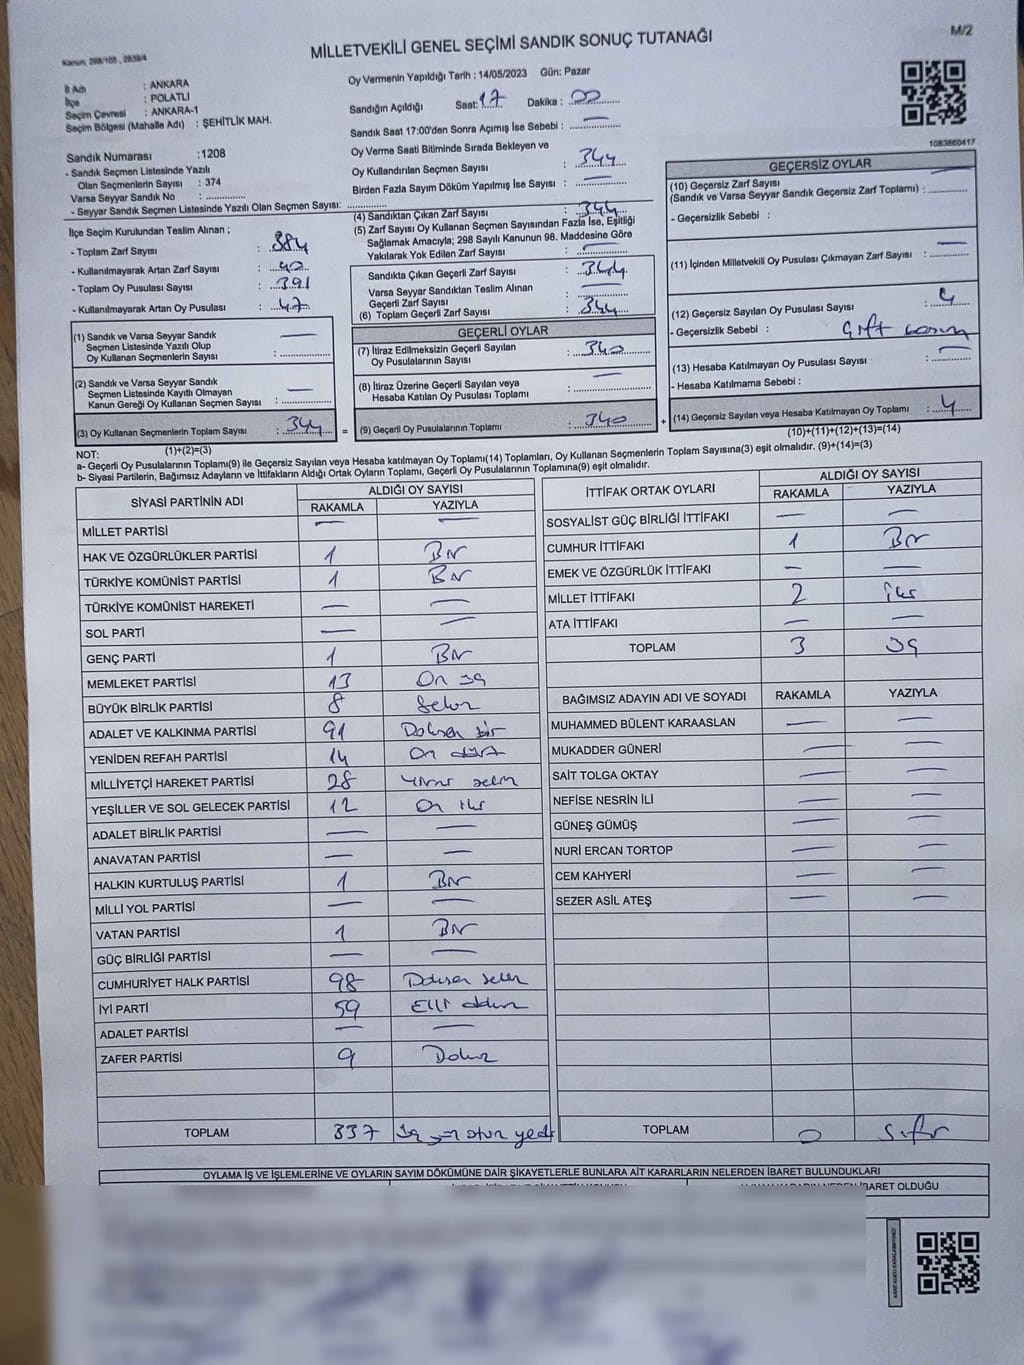 M/2
Kanun, 298/105 , 2839/4
MİLLETVEKİLİ GENEL SEÇİMİ SANDIK SONUÇ TUTANAĞI
İl Adı : ANKARA
İlçe : POLATLI
Seçim Çevresi : ANKARA-1
Seçim Bölgesi (Mahalle Adı) : ŞEHİTLİK MAH.
Sandık Numarası :1208
- Sandık Seçmen Listesinde Yazılı
Olan Seçmenlerin Sayısı : 374
Varsa Seyyar Sandık No :
- Seyyar Sandık Seçmen Listesinde Yazılı Olan Seçmen Sayısı:
Oy Vermenin Yapıldığı Tarih : 14/05/2023 Gün: Pazar
Sandığın Açıldığı Saat: 17 Dakika : 00
Sandık Saat 17:00'den Sonra Açımış İse Sebebi : —
Oy Verme Saati Bitiminde Sırada Bekleyen ve
Oy Kullandırılan Seçmen Sayısı : 344
Birden Fazla Sayım Döküm Yapılmış İse Sayısı : —
1083860417
İlçe Seçim Kurulundan Teslim Alınan ;
- Toplam Zarf Sayısı : 384
- Kullanılmayarak Artan Zarf Sayısı : 40
- Toplam Oy Pusulası Sayısı : 391
- Kullanılmayarak Artan Oy Pusulası : 47
(1) Sandık ve Varsa Seyyar Sandık
Seçmen Listesinde Yazılı Olup
Oy Kullanan Seçmenlerin Sayısı : —
(2) Sandık ve Varsa Seyyar Sandık
Seçmen Listesinde Kayıtlı Olmayan
Kanun Gereği Oy Kullanan Seçmen Sayısı : —
(3) Oy Kullanan Seçmenlerin Toplam Sayısı : 344 =
(1)+(2)=(3)
(4) Sandıktan Çıkan Zarf Sayısı : 344
(5) Zarf Sayısı Oy Kullanan Seçmen Sayısından Fazla İse, Eşitliği
Sağlamak Amacıyla; 298 Sayılı Kanunun 98. Maddesine Göre
Yakılarak Yok Edilen Zarf Sayısı : —
Sandıkta Çıkan Geçerli Zarf Sayısı : 344
Varsa Seyyar Sandıktan Teslim Alınan
Geçerli Zarf Sayısı : —
(6) Toplam Geçerli Zarf Sayısı : 344
GEÇERLİ OYLAR
(7) İtiraz Edilmeksizin Geçerli Sayılan
Oy Pusulalarının Sayısı : 340
(8) İtiraz Üzerine Geçerli Sayılan veya
Hesaba Katılan Oy Pusulası Toplamı : —
(9) Geçerli Oy Pusulalarının Toplamı : 340 +
GEÇERSİZ OYLAR
(10) Geçersiz Zarf Sayısı
(Sandık ve Varsa Seyyar Sandık Geçersiz Zarf Toplamı) : —
- Geçersizlik Sebebi :
(11) İçinden Milletvekili Oy Pusulası Çıkmayan Zarf Sayısı : —
(12) Geçersiz Sayılan Oy Pusulası Sayısı : 4
- Geçersizlik Sebebi : Çift basım
(13) Hesaba Katılmayan Oy Pusulası Sayısı : —
- Hesaba Katılmama Sebebi :
(14) Geçersiz Sayılan veya Hesaba Katılmayan Oy Toplamı : 4
(10)+(11)+(12)+(13)=(14)
NOT:
a- Geçerli Oy Pusulalarının Toplamı(9) ile Geçersiz Sayılan veya Hesaba katılmayan Oy Toplamı(14) Toplamları, Oy Kullanan Seçmenlerin Toplam Sayısına(3) eşit olmalıdır. (9)+(14)=(3)
b- Siyasi Partilerin, Bağımsız Adayların ve İttifakların Aldığı Ortak Oyların Toplamı, Geçerli Oy Pusulalarının Toplamına(9) eşit olmalıdır.
SİYASİ PARTİNİN ADI ALDIĞI OY SAYISI
RAKAMLA YAZIYLA
MİLLET PARTİSİ — —
HAK VE ÖZGÜRLÜKLER PARTİSİ 1 Bir
TÜRKİYE KOMÜNİST PARTİSİ 1 Bir
TÜRKİYE KOMÜNİST HAREKETİ — —
SOL PARTİ — —
GENÇ PARTİ 1 Bir
MEMLEKET PARTİSİ 13 On üç
BÜYÜK BİRLİK PARTİSİ 8 Sekiz
ADALET VE KALKINMA PARTİSİ 91 Doksan bir
YENİDEN REFAH PARTİSİ 14 On dört
MİLLİYETÇİ HAREKET PARTİSİ 28 Yirmi sekiz
YEŞİLLER VE SOL GELECEK PARTİSİ 12 On iki
ADALET BİRLİK PARTİSİ — —
ANAVATAN PARTİSİ — —
HALKIN KURTULUŞ PARTİSİ 1 Bir
MİLLİ YOL PARTİSİ — —
VATAN PARTİSİ 1 Bir
GÜÇ BİRLİĞİ PARTİSİ — —
CUMHURİYET HALK PARTİSİ 98 Doksan sekiz
İYİ PARTİ 59 Elli dokuz
ADALET PARTİSİ — —
ZAFER PARTİSİ 9 Dokuz
TOPLAM 337 Üç yüz otuz yedi
İTTİFAK ORTAK OYLARI ALDIĞI OY SAYISI
RAKAMLA YAZIYLA
SOSYALİST GÜÇ BİRLİĞİ İTTİFAKI — —
CUMHUR İTTİFAKI 1 Bir
EMEK VE ÖZGÜRLÜK İTTİFAKI — —
MİLLET İTTİFAKI 2 iki
ATA İTTİFAKI — —
TOPLAM 3 Üç
BAĞIMSIZ ADAYIN ADI VE SOYADI RAKAMLA YAZIYLA
MUHAMMED BÜLENT KARAASLAN — —
MUKADDER GÜNERİ — —
SAİT TOLGA OKTAY — —
NEFİSE NESRİN İLİ — —
GÜNEŞ GÜMÜŞ — —
NURİ ERCAN TORTOP — —
CEM KAHYERİ — —
SEZER ASİL ATEŞ — —
TOPLAM 0 Sıfır
OYLAMA İŞ VE İŞLEMLERİNE VE OYLARIN SAYIM DÖKÜMÜNE DAİR ŞİKAYETLERLE BUNLARA AİT KARARLARIN NELERDEN İBARET BULUNDUKLARI
İBARET OLDUĞU